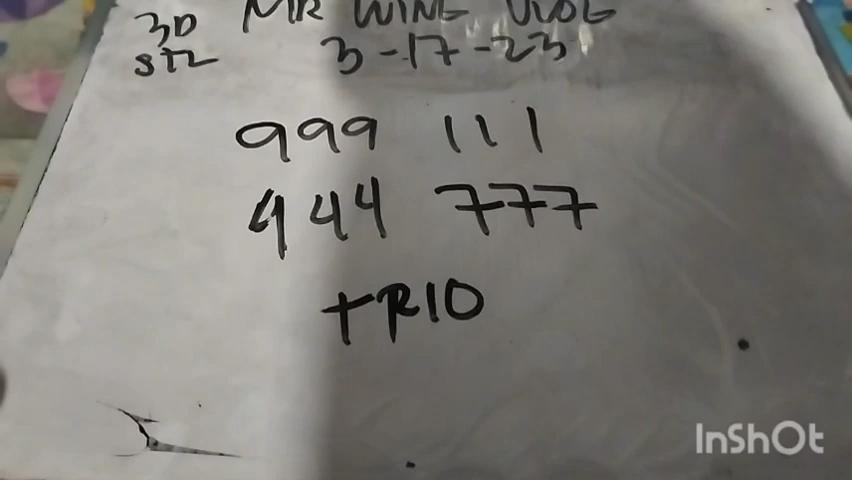 3D MR WING VLOG
STL 3-17-23
999 111
444 777
TRIO
InShOt